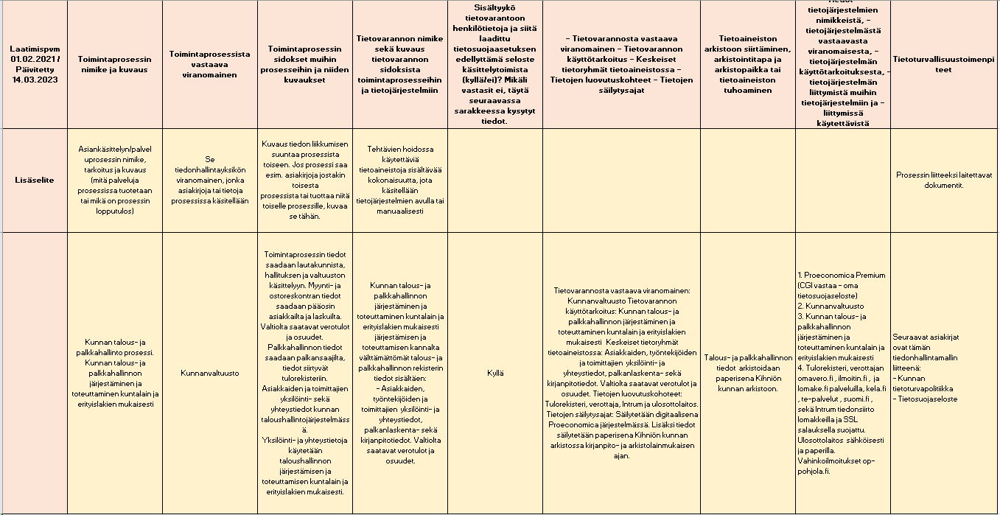 Laatimispvm
01.02.2021 /
Päivitetty
14.03.2023
Toimintaprosessin
nimike ja kuvaus
Toimintaprosessista
vastaava
viranomainen
Toimintaprosessin
sidokset muihin
prosesseihin ja niiden
kuvaukset
Tietovarannon nimike
sekä kuvaus
tietovarannon
sidoksista
toimintaprosesseihin
ja tietojärjestelmiin
Sisältyykö
tietovarantoon
henkilötietoja ja siitä
laadittu
tietosuojaasetuksen
edellyttämä seloste
käsittelytoimista
(kyllä/ei)? Mikäli
vastasit ei, täytä
seuraavassa
sarakkeessa kysytyt
tiedot.
- Tietovarannosta vastaava
viranomainen - Tietovarannon
käyttötarkoitus - Keskeiset
tietoryhmät tietoaineistossa -
Tietojen luovutuskohteet - Tietojen
säilytysajat
Tietoaineiston
arkistoon siirtäminen,
arkistointitapa ja
arkistopaikka tai
tietoaineiston
tuhoaminen
tietojärjestelmien
nimikkeistä, -
tietojärjestelmästä
vastaavasta
viranomaisesta, -
tietojärjestelmän
käyttötarkoituksesta, -
tietojärjestelmän
liittymistä muihin
tietojärjestelmiin ja -
liittymissä
käytettävistä
Tietoturvallisuustoimenpi
teet
Lisäselite
Asiankäsittelyn/palvel
uprosessin nimike,
tarkoitus ja kuvaus
(mitä palveluja
prosessissa tuotetaan
tai mikä on prosessin
lopputulos)
Se
tiedonhallintayksikön
viranomainen, jonka
asiakirjoja tai tietoja
prosessissa käsitellään
Kuvaus tiedon liikkumisen
suuntaa prosessista
toiseen. Jos prosessi saa
esim. asiakirjoja jostakin
toisesta
prosessista tai tuottaa niitä
toiselle prosessille, kuvaa
se tähän.
Tehtävien hoidossa
käytettäviä
tietoaineistoja sisältävää
kokonaisuutta, jota
käsitellään
tietojärjestelmien avulla tai
manuaalisesti
Prosessin liitteeksi laitettavat
dokumentit.
Kunnan talous- ja
palkkahallinto prosessi.
Kunnan talous- ja
palkkahallinnon
järjestäminen ja
toteuttaminen kuntalain ja
erityislakien mukaisesti
Kunnanvaltuusto
Toimintaprosessin tiedot
saadaan lautakunnista,
hallituksen ja valtuuston
käsittelyyn. Myynti- ja
ostoreskontran tiedot
saadaan pääosin
asiakkailta ja laskuilta.
Valtiolta saatavat verotulot
ja osuudet.
Palkkahallinnon tiedot
saadaan palkansaajilta,
tiedot siirtyvät
tulorekisteriin.
Asiakkaiden ja toimittajien
yksilöinti- sekä
yhteystiedot kunnan
taloushallintojärjestelmäss
ä.
Yksilöinti- ja yhteystietoja
käytetään
taloushallinnon
järjestämisen ja
toteuttamisen kuntalain ja
erityislakien mukaisesti.
Kunnan talous- ja
palkkahallinnon
järjestäminen ja
toteuttaminen kuntalain ja
erityislakien mukaisesti
järjestämisen ja
toteuttamisen kannalta
välttämättömät talous- ja
palkkahallinnon rekisterin
tiedot sisältäen:
- Asiakkaiden,
työntekijöiden ja
toimittajien yksilöinti- ja
yhteystiedot,
palkanlaskenta- sekä
kirjanpitotiedot. Valtiolta
saatavat verotulot ja
osuudet.
Kyllä
Tietovarannosta vastaava viranomainen:
Kunnanvaltuusto Tietovarannon
käyttötarkoitus: Kunnan talous- ja
palkkahallinnon järjestäminen ja
toteuttaminen kuntalain ja erityislakien
mukaisesti Keskeiset tietoryhmät
tietoaineistossa: Asiakkaiden, työntekijöiden
ja toimittajien yksilöinti- ja
yhteystiedot, palkanlaskenta- sekä
kirjanpitotiedot. Valtiolta saatavat verotulot ja
osuudet. Tietojen luovutuskohoteet:
Tulorekisteri, verottaja, Intrum ja ulosottolaitos.
Tietojen säilytysajat: Säilytetään digitaalisena
Proeconomica järjestelmässä. Lisäksi tiedot
säilytetään paperisena Kihniön kunnan
arkistossa kirjanpito- ja arkistolainmukaisen
ajan.
Talous- ja palkkahallinnon
tiedot arkistoidaan
paperisena Kihniön
kunnan arkistoon.
1. Proeconomica Premium
(CGI vastaa - oma
tietosuojaseloste)
2. Kunnanvaltuusto
3. Kunnan talous- ja
palkkahallinnon
järjestäminen ja
toteuttaminen kuntalain ja
erityislakien mukaisesti
4. Tulorekisteri, verottajan
omavero.fi , ilmoitin.fi , ja
lomake.fi palveluilla, kela.fi
, te-palvelut , suomi.fi ,
sekä Intrum tiedonsiirto
lomakkeilla ja SSL
salauksella suojattu.
Ulosottolaitos sähköisesti
ja paperilla.
Vahinkoilmoitukset op-
pohjola.fi.
Seuraavat asiakirjat
ovat tämän
tiedonhallintamallin
liitteenä:
- Kunnan
tietoturvapolitiikka
- Tietosuojaseloste